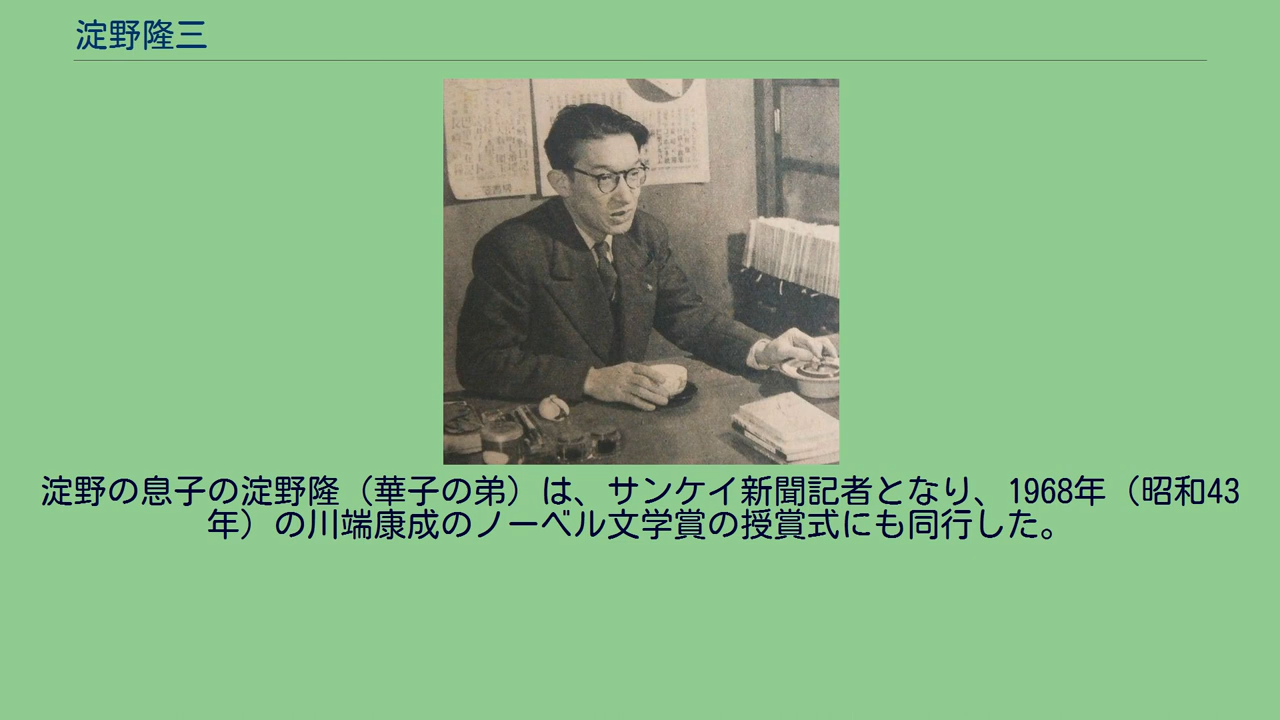 淀野隆三
淀野の息子の淀野隆（華子の弟）は、サンケイ新聞記者となり、1968年（昭和43
年）の川端康成のノーベル文学賞の授賞式にも同行した。